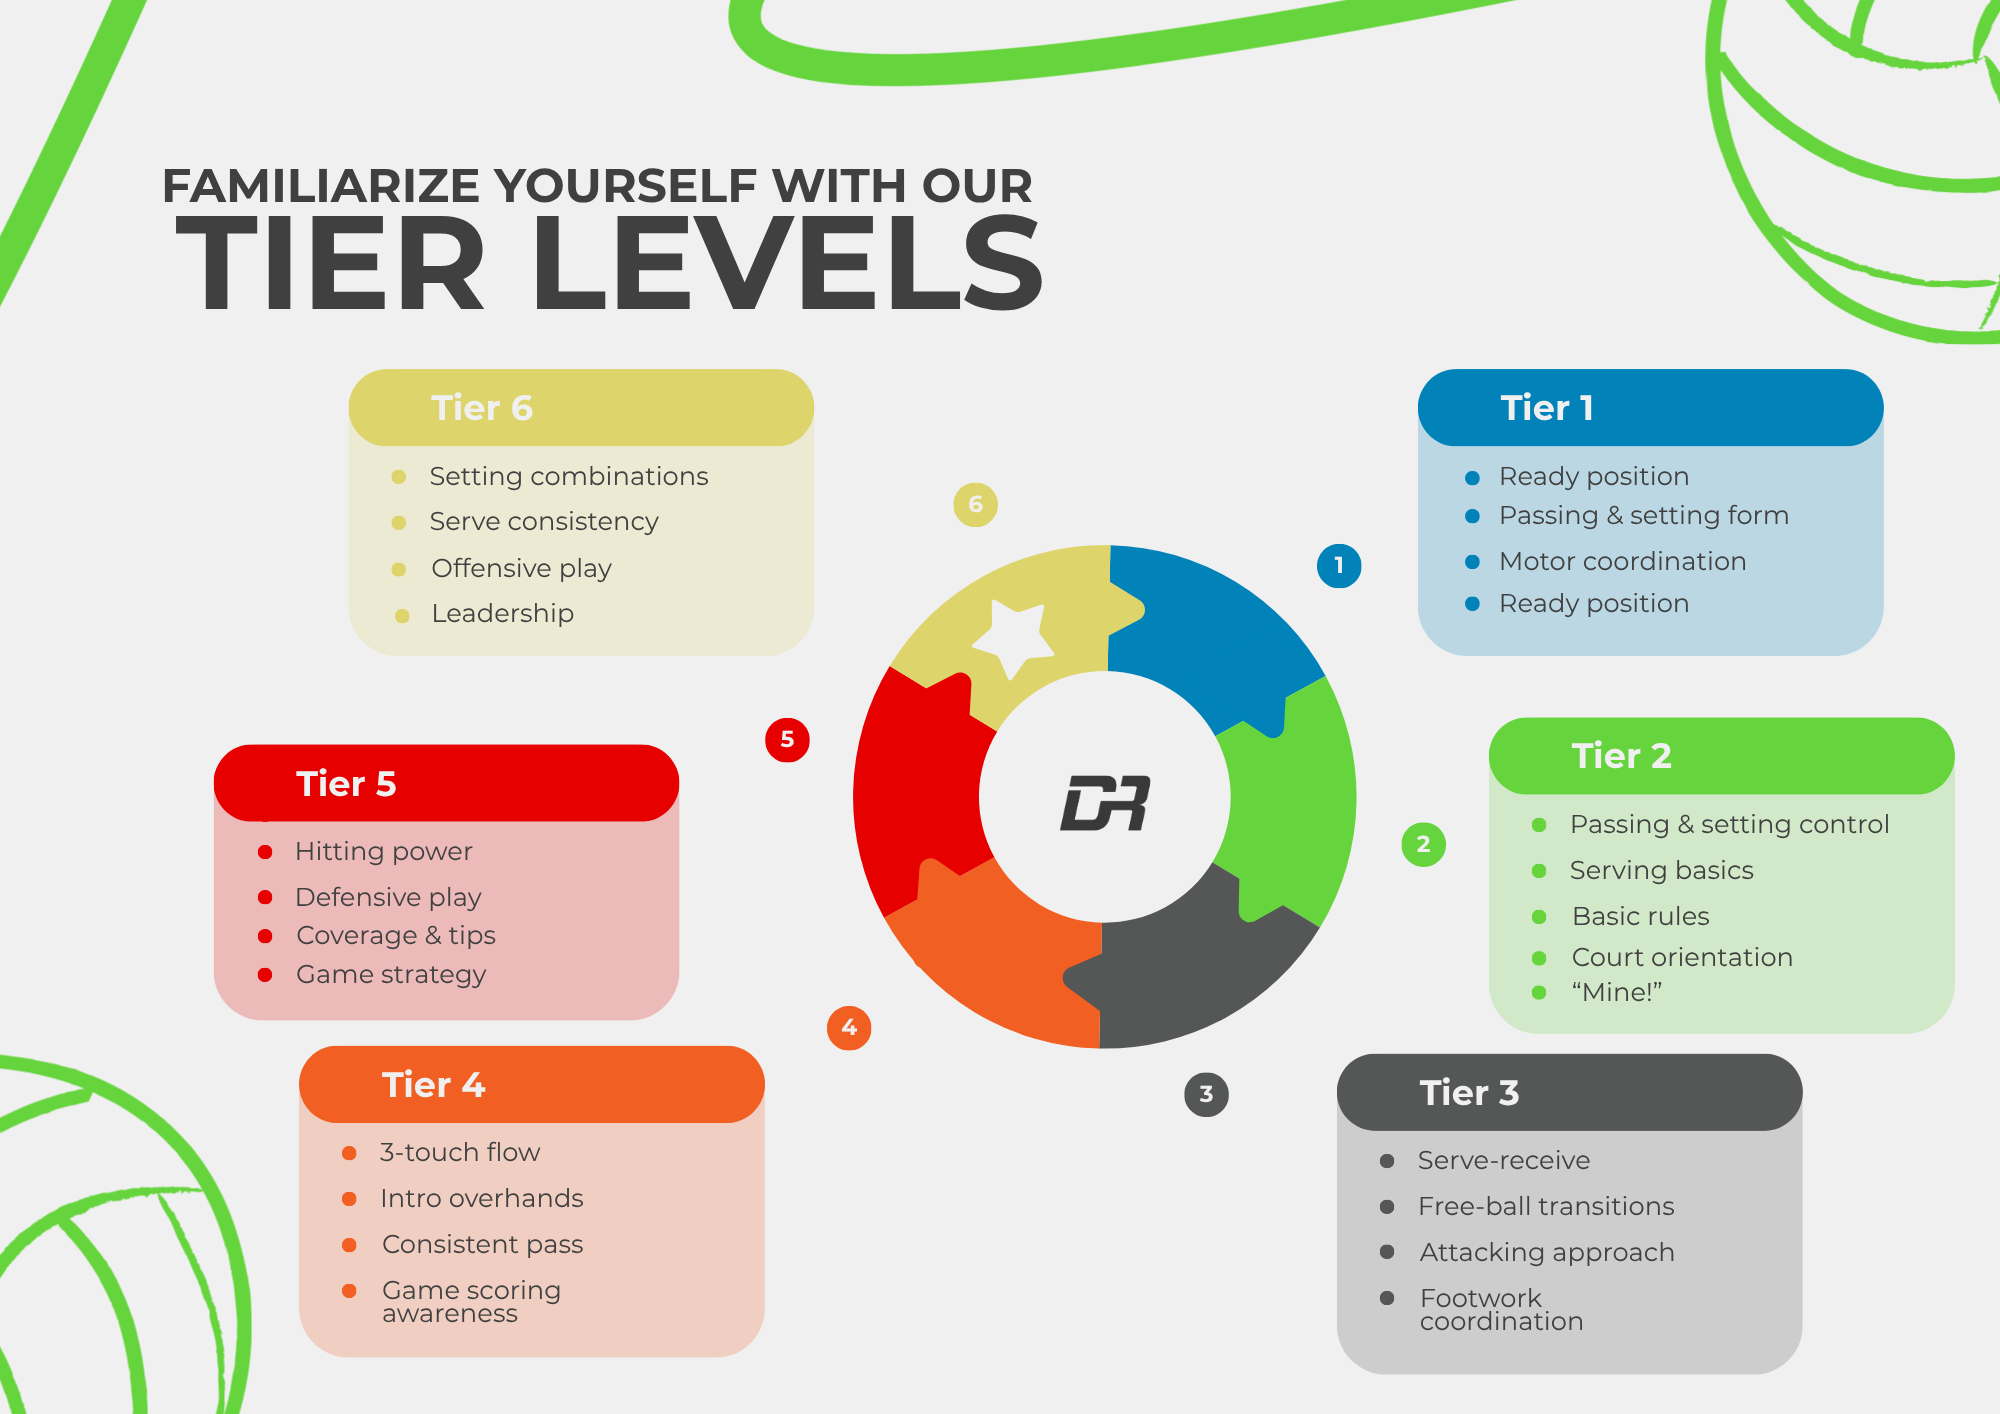 FAMILIARIZE YOURSELF WITH OUR
TIER LEVELS
Tier 6
Setting combinations
Serve consistency
Offensive play
Leadership
Tier 1
Ready position
Passing & setting form
Motor coordination
Ready position
6
1
5
2
4
3
DR
Tier 5
Hitting power
Defensive play
Coverage & tips
Game strategy
Tier 2
Passing & setting control
Serving basics
Basic rules
Court orientation
“Mine!”
Tier 4
3-touch flow
Intro overhands
Consistent pass
Game scoring
awareness
Tier 3
Serve-receive
Free-ball transitions
Attacking approach
Footwork
coordination